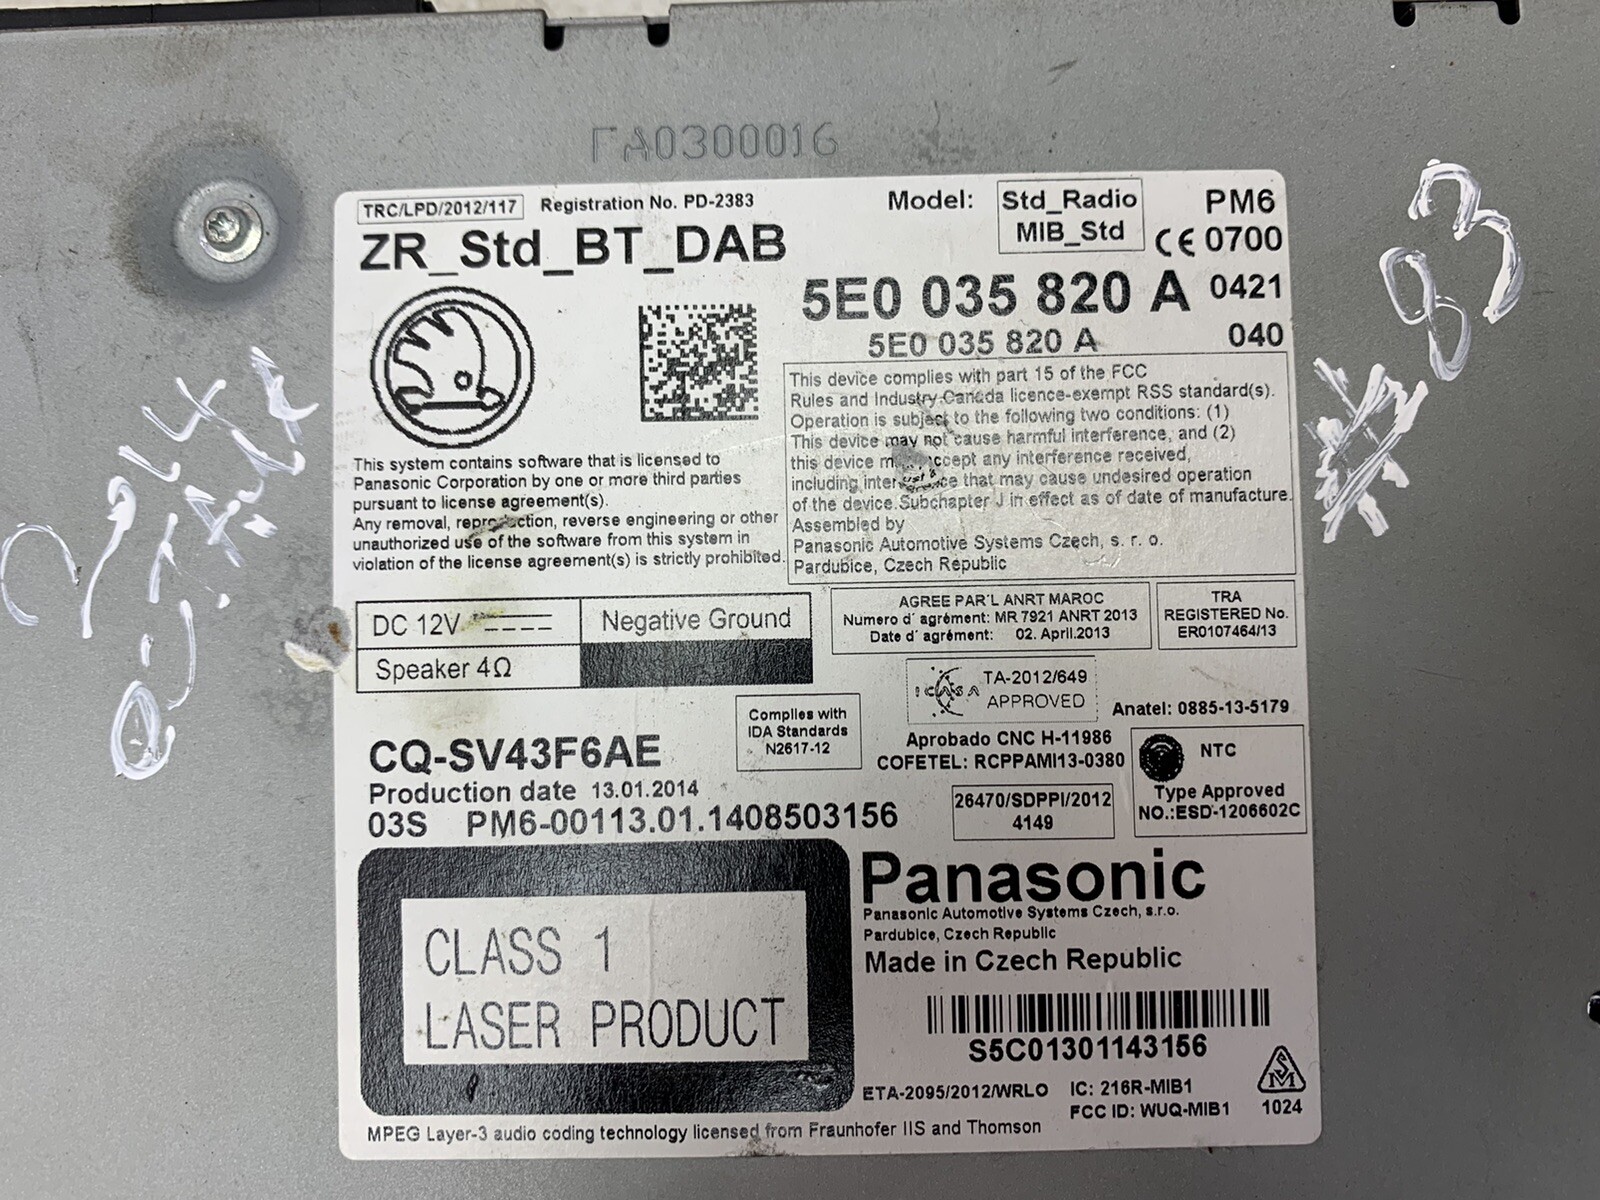 FA0300016
TRC/LPD/2012/117 Registration No. PD-2383
Model: Std_Radio MIB_Std
PM6
0700
ZR_Std_BT_DAB
5E0 035 820 A 0421
5E0 035 820 A 040
#83
This device complies with part 15 of the FCC
Rules and Industry Canada licence-exempt RSS standard(s).
Operation is subject to the following two conditions: (1)
This device may not cause harmful interference, and (2)
this device accept any interference received,
including that may cause undesired operation
of the device.Subchapter J in effect as of date of manufacture.
Assembled by
Panasonic Automotive Systems Czech, s. r. o.
Pardubice, Czech Republic
This system contains software that is licensed to
Panasonic Corporation by one or more third parties
pursuant to license agreement(s).
Any removal, reproduction, reverse engineering or other
unauthorized use of the software from this system in
violation of the license agreement(s) is strictly prohibited.
DC 12V Negative Ground
Speaker 4Ω
AGREE PAR'L ANRT MAROC
Numero d' agrément: MR 7921 ANRT 2013
Date d' agrément: 02. April.2013
TRA
REGISTERED No.
ER0107464/13
ICASA TA-2012/649
APPROVED
Anatel: 0885-13-5179
Complies with
IDA Standards
N2617-12
Aprobado CNC H-11986
COFETEL: RCPPAMI13-0380
NTC
Type Approved
NO.:ESD-1206602C
26470/SDPPI/2012
4149
CQ-SV43F6AE
Production date 13.01.2014
03S PM6-00113.01.1408503156
CLASS 1
LASER PRODUCT
Panasonic
Panasonic Automotive Systems Czech, s.r.o.
Pardubice, Czech Republic
Made in Czech Republic
S5C01301143156
ETA-2095/2012/WRLO IC: 216R-MIB1
FCC ID: WUQ-MIB1
1024
MPEG Layer-3 audio coding technology licensed from Fraunhofer IIS and Thomson